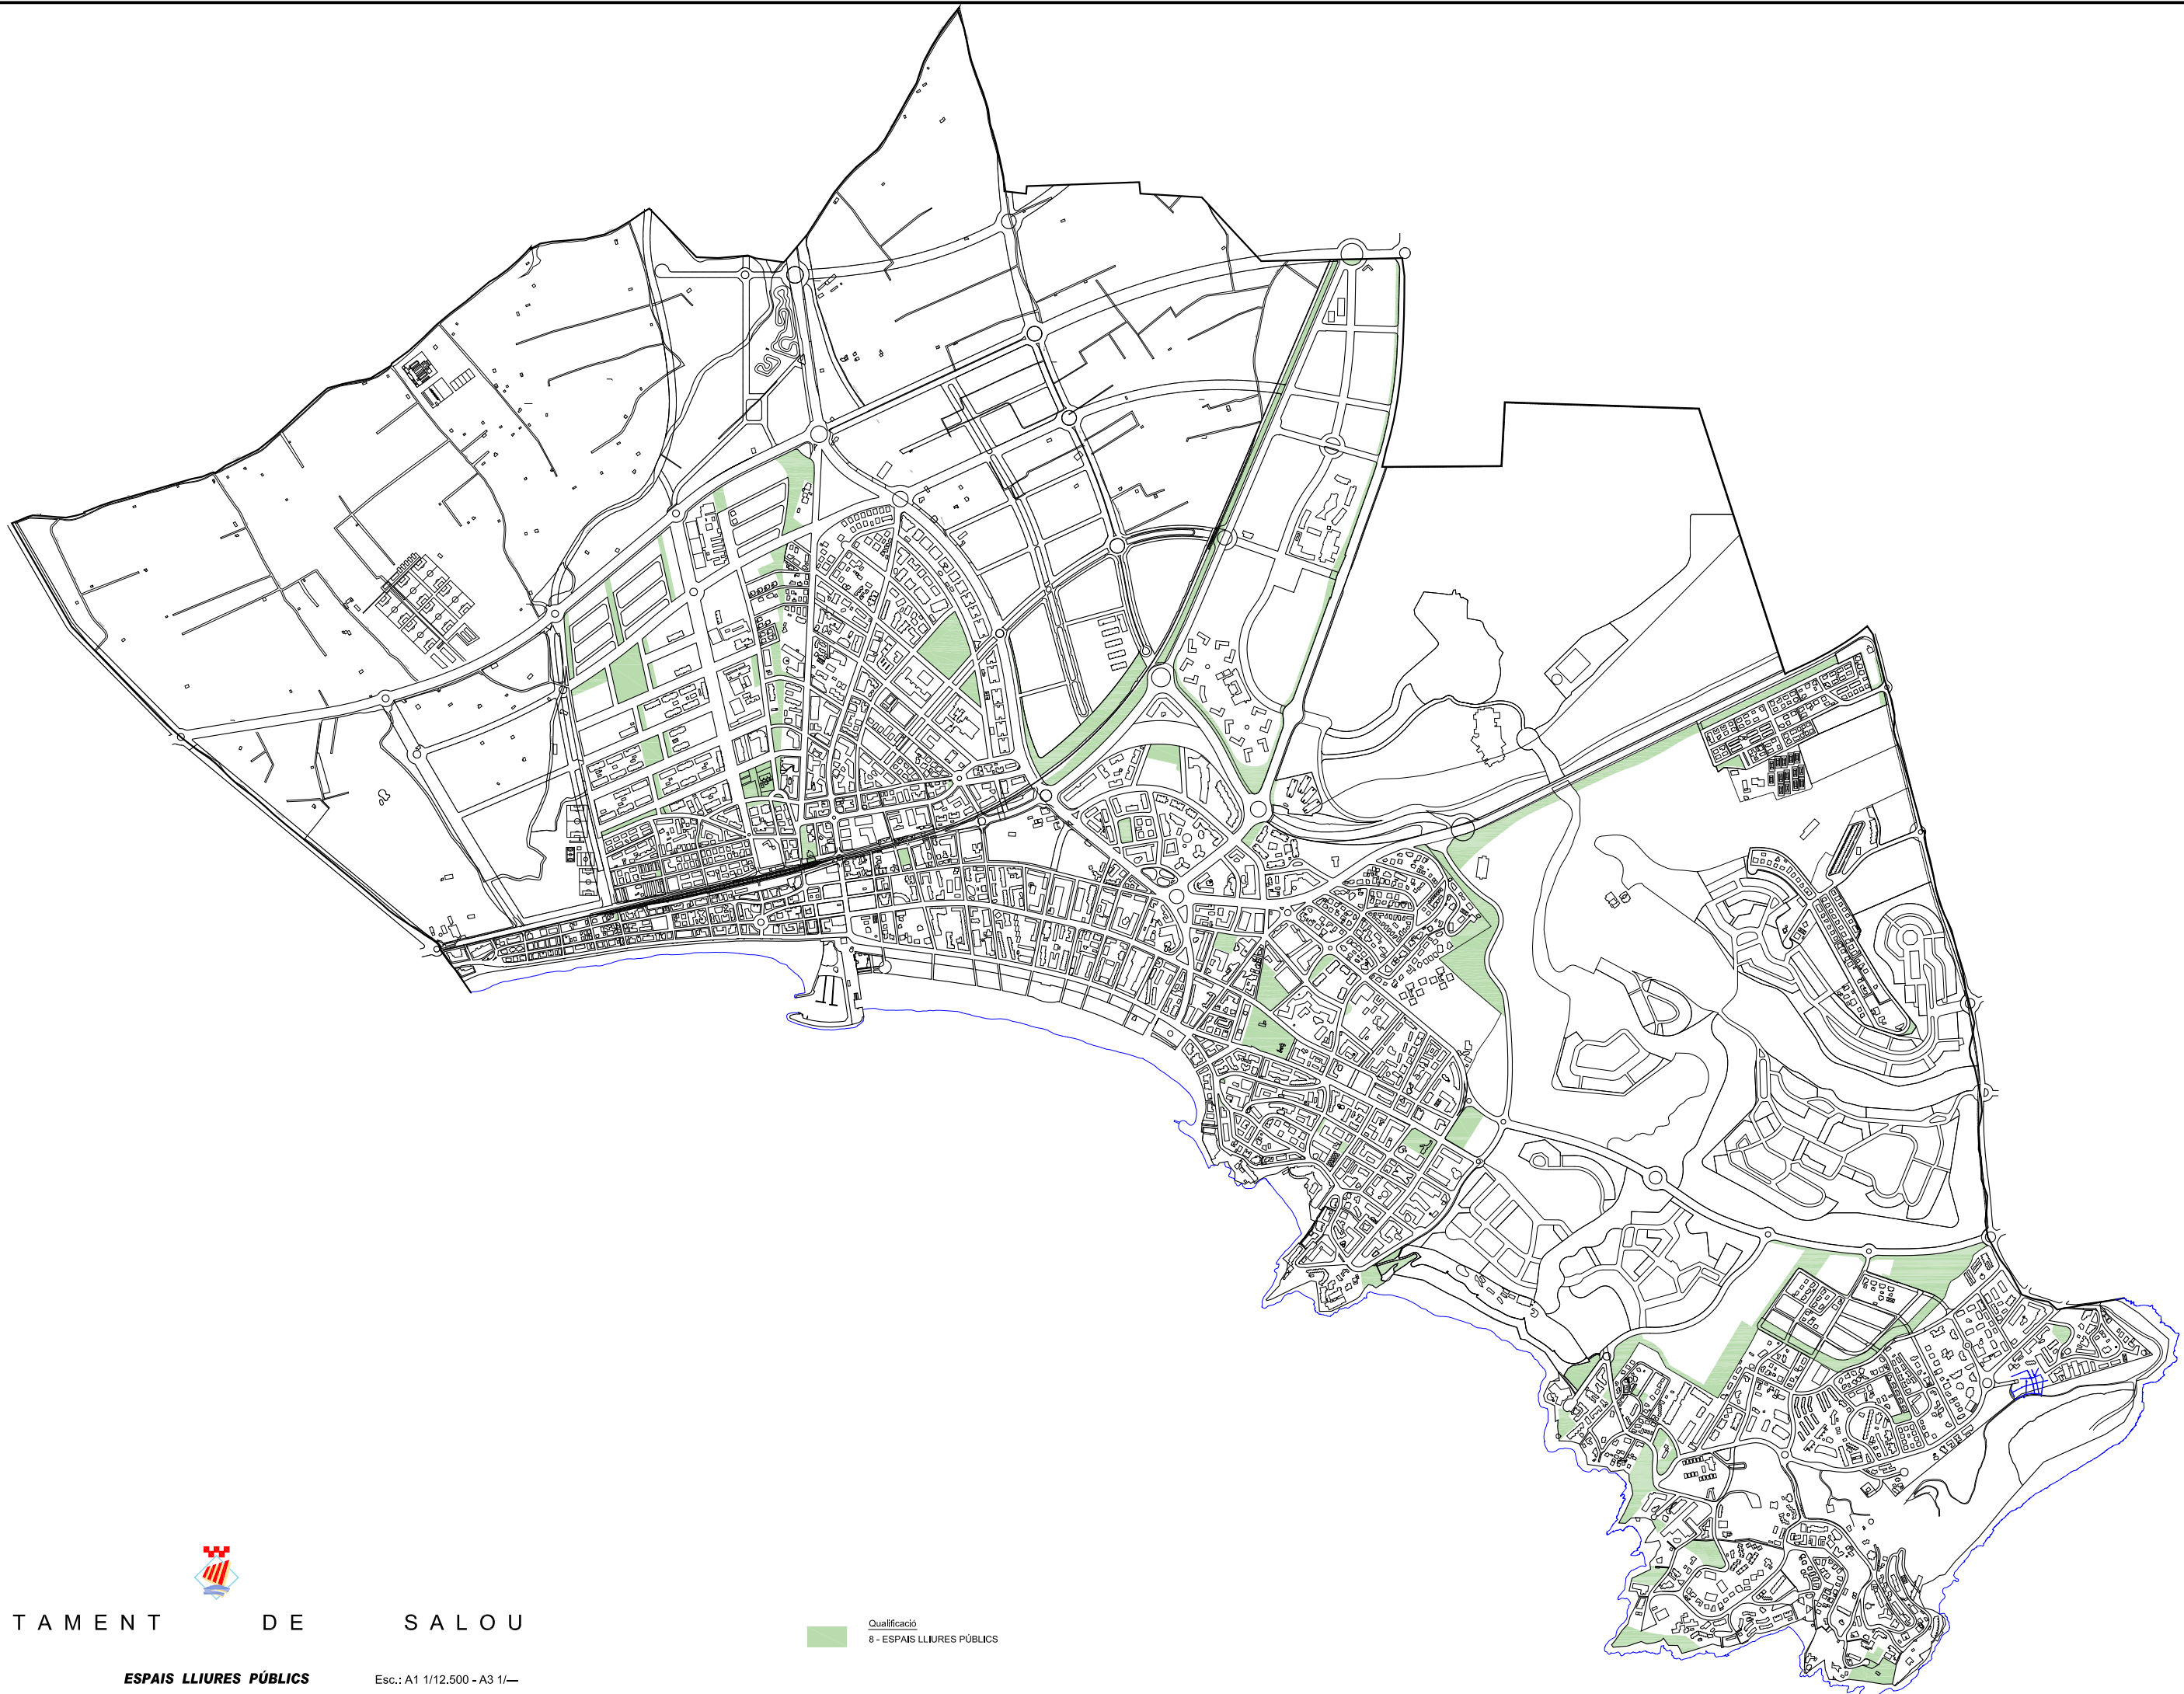 TAMENT DE SALOU
ESPAIS LLIURES PÚBLICS Esc.: A1 1/12.500 - A3 1/—
Qualificació
8 - ESPAIS LLIURES PÚBLICS